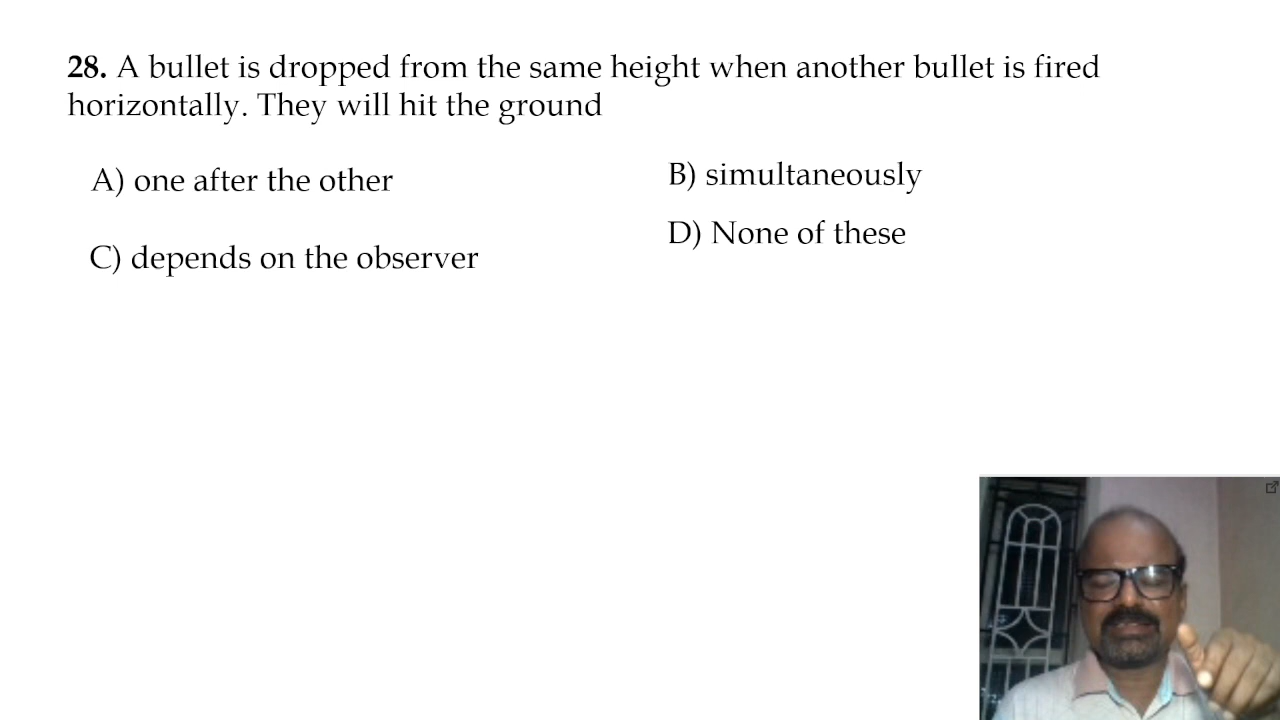 28. A bullet is dropped from the same height when another bullet is fired
horizontally. They will hit the ground
A) one after the other
B) simultaneously
C) depends on the observer
D) None of these